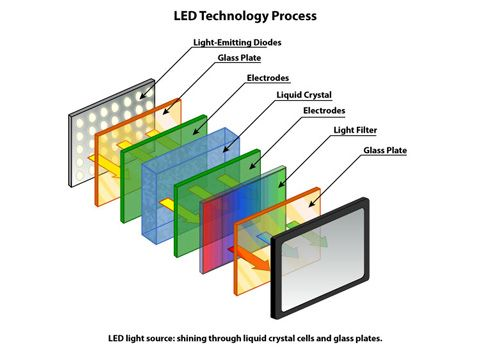 LED Technology Process
Light-Emitting Diodes
Glass Plate
Electrodes
Liquid Crystal
Electrodes
Light Filter
Glass Plate
LED light source: shining through liquid crystal cells and glass plates.